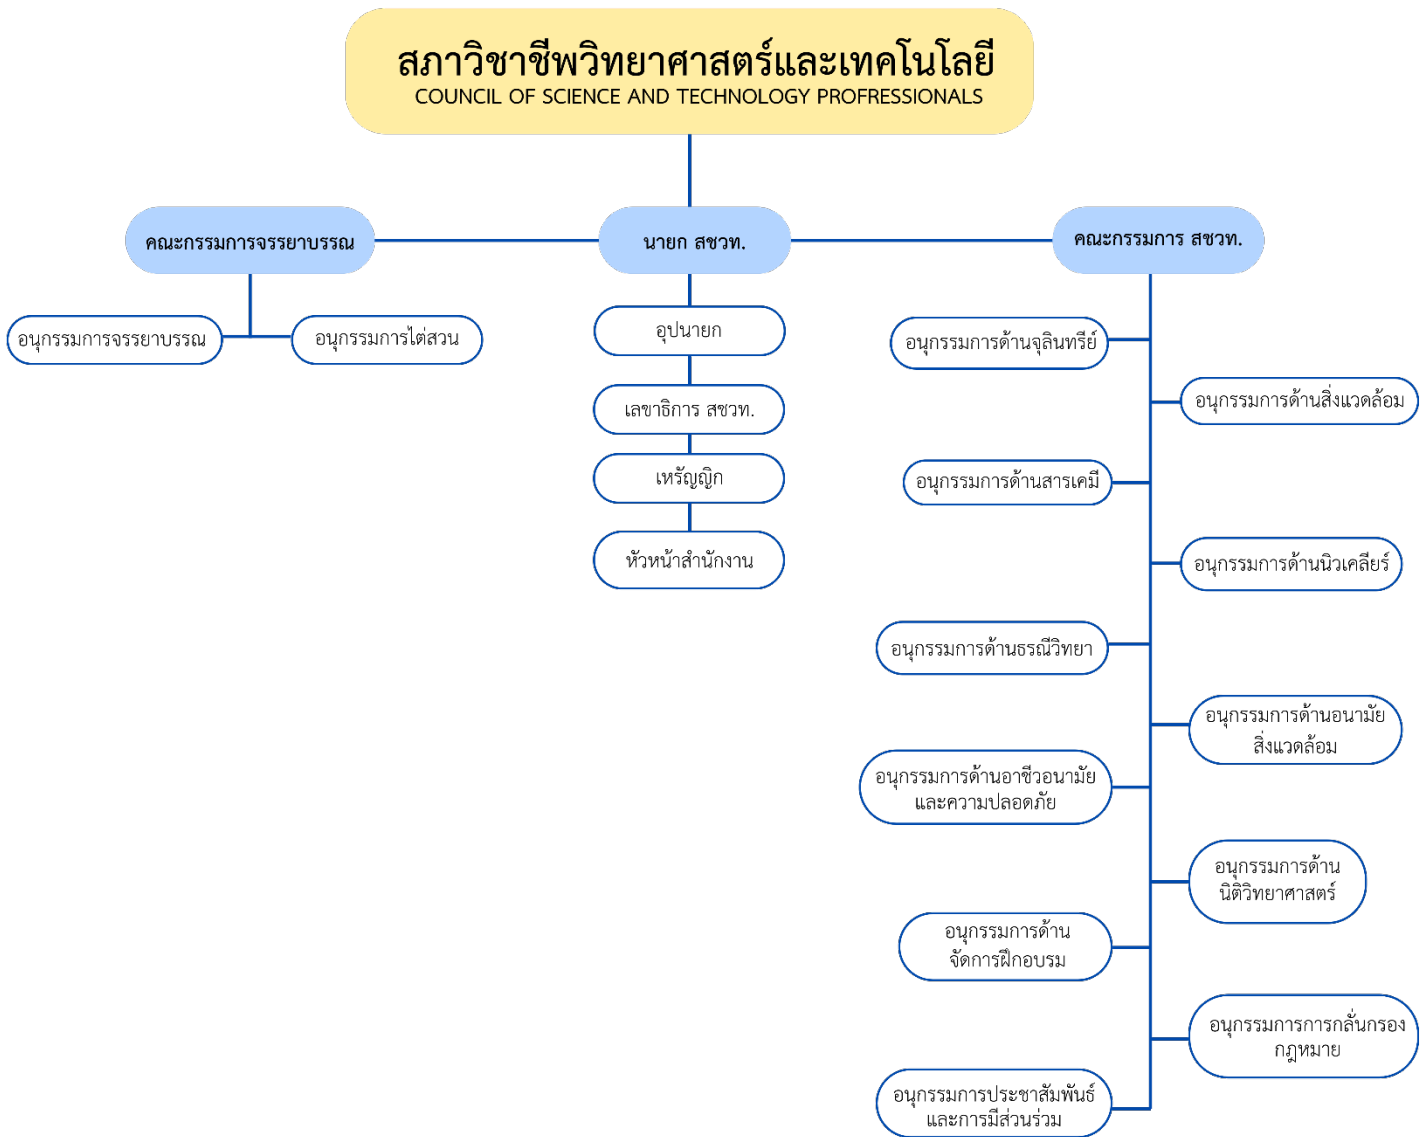 สภาวิชาชีพวิทยาศาสตร์และเทคโนโลยี
COUNCIL OF SCIENCE AND TECHNOLOGY PROFRESSIONALS
คณะกรรมการจรรยาบรรณ
นายก สชวท.
คณะกรรมการ สชวท.
อนุกรรมการจรรยาบรรณ
อนุกรรมการไต่สวน
อุปนายก
เลขาธิการ สชวท.
เหรัญญิก
หัวหน้าสำนักงาน
อนุกรรมการด้านจุลินทรีย์
อนุกรรมการด้านสิ่งแวดล้อม
อนุกรรมการด้านสารเคมี
อนุกรรมการด้านนิวเคลียร์
อนุกรรมการด้านธรณีวิทยา
อนุกรรมการด้านอนามัย
สิ่งแวดล้อม
อนุกรรมการด้านอาชีวอนามัย
และความปลอดภัย
อนุกรรมการด้าน
นิติวิทยาศาสตร์
อนุกรรมการด้าน
จัดการฝึกอบรม
อนุกรรมการการกลั่นกรอง
กฎหมาย
อนุกรรมการประชาสัมพันธ์
และการมีส่วนร่วม